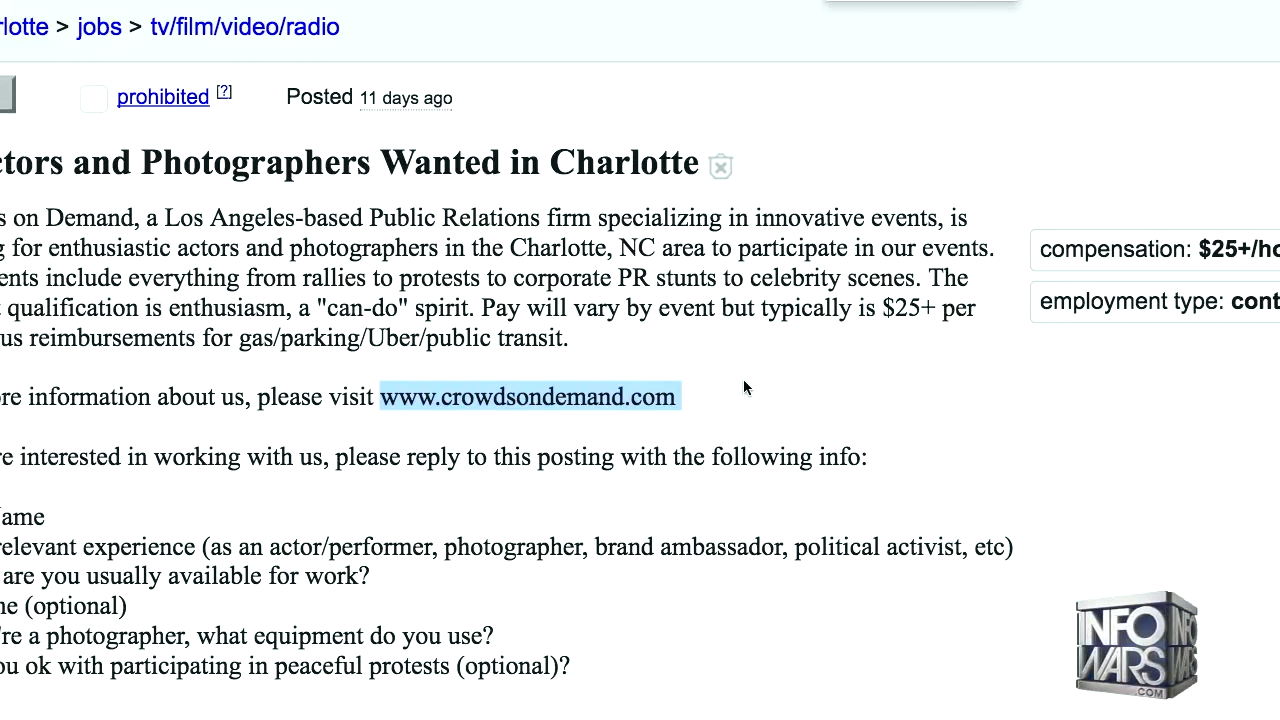 rlotte > jobs > tv/film/video/radio
prohibited [?] Posted 11 days ago
ctors and Photographers Wanted in Charlotte
s on Demand, a Los Angeles-based Public Relations firm specializing in innovative events, is
g for enthusiastic actors and photographers in the Charlotte, NC area to participate in our events.
ents include everything from rallies to protests to corporate PR stunts to celebrity scenes. The
t qualification is enthusiasm, a "can-do" spirit. Pay will vary by event but typically is $25+ per
us reimbursements for gas/parking/Uber/public transit.
compensation: $25+/ho
employment type: cont
re information about us, please visit www.crowdsondemand.com
re interested in working with us, please reply to this posting with the following info:
ame
relevant experience (as an actor/performer, photographer, brand ambassador, political activist, etc)
are you usually available for work?
ne (optional)
're a photographer, what equipment do you use?
ou ok with participating in peaceful protests (optional)?
INFO
WARS
.COM